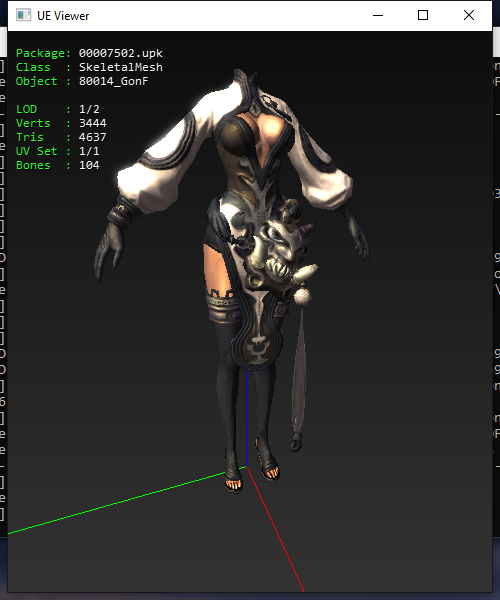 UE Viewer
Package: 00007502.upk
Class : SkeletalMesh
Object : 80014_GonF
LOD : 1/2
Verts : 3444
Tris : 4637
UV Set : 1/1
Bones : 104